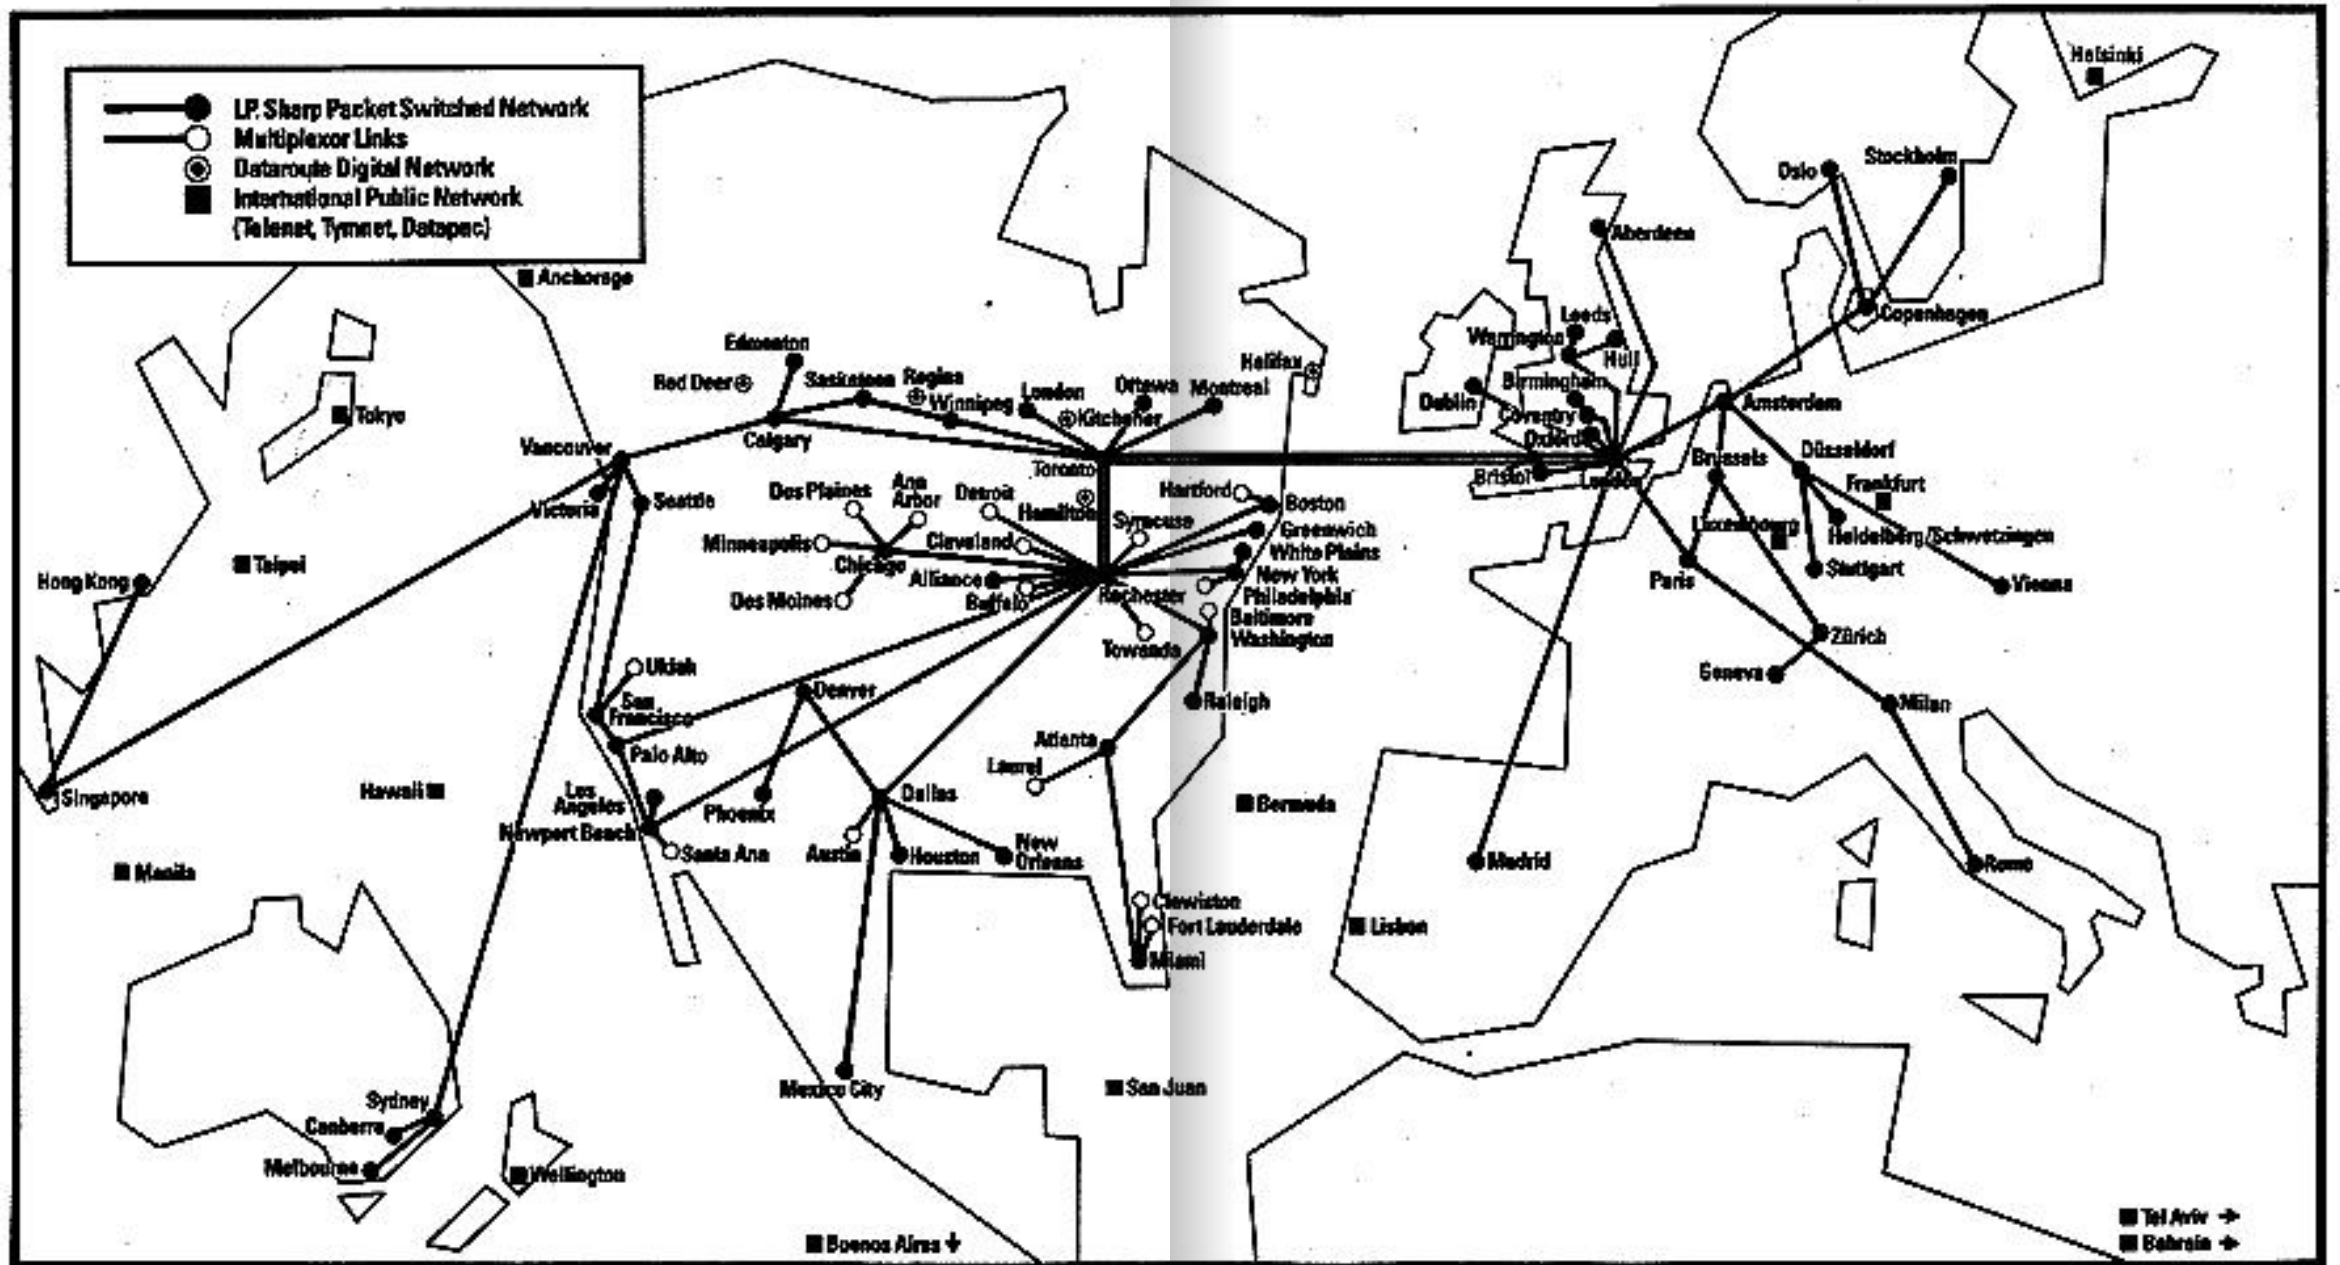 I.P. Sharp Packet Switched Network
Multiplexor Links
Dataroute Digital Network
International Public Network
(Telenet, Tymnet, Datapac)
Helsinki
Oslo
Stockholm
Aberdeen
Anchorage
Copenhagen
Leeds
Warrington
Hull
Edmonton
Red Deer
Saskatoon
Regina
Winnipeg
London
Kitchener
Ottawa
Montreal
Halifax
Birmingham
Dublin
Coventry
Oxford
Amsterdam
Tokyo
Vancouver
Calgary
Toronto
Bristol
London
Brussels
Düsseldorf
Frankfurt
Victoria
Seattle
Des Plaines
Ann
Arbor
Detroit
Hamilton
Hartford
Boston
Syracuse
Greenwich
Luxembourg
Heidelberg/Schwetzingen
Minneapolis
Cleveland
White Plains
Hong Kong
Taipei
Chicago
Alliance
New York
Paris
Stuttgart
Vienna
Des Moines
Buffalo
Rochester
Philadelphia
Baltimore
Washington
Towanda
Zürich
Geneva
Ukiah
San
Francisco
Denver
Raleigh
Milan
Palo Alto
Atlanta
Laurel
Singapore
Hawaii
Los
Angeles
Newport Beach
Phoenix
Dallas
Bermuda
Santa Ana
Austin
Houston
New
Orleans
Madrid
Rome
Manila
Clewiston
Fort Lauderdale
Lisbon
Miami
Mexico City
San Juan
Sydney
Canberra
Melbourne
Wellington
Buenos Aires
Tel Aviv
Bahrain